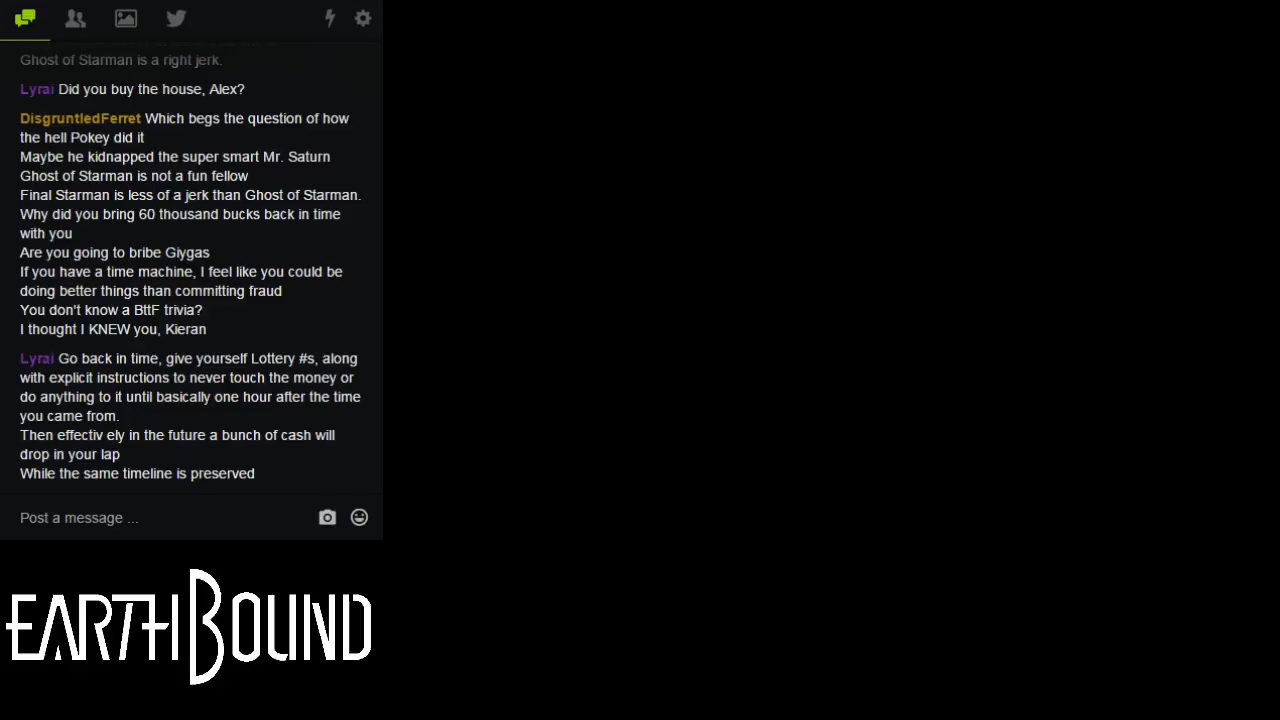 Ghost of Starman is a right jerk.
Lyrai Did you buy the house, Alex?
DisgruntledFerret Which begs the question of how
the hell Pokey did it
Maybe he kidnapped the super smart Mr. Saturn
Ghost of Starman is not a fun fellow
Final Starman is less of a jerk than Ghost of Starman.
Why did you bring 60 thousand bucks back in time
with you
Are you going to bribe Giygas
If you have a time machine, I feel like you could be
doing better things than committing fraud
You don't know a BttF trivia?
I thought I KNEW you, Kieran
Lyrai Go back in time, give yourself Lottery #s, along
with explicit instructions to never touch the money or
do anything to it until basically one hour after the time
you came from.
Then effectiv ely in the future a bunch of cash will
drop in your lap
While the same timeline is preserved
Post a message ...
EARTHBOUND